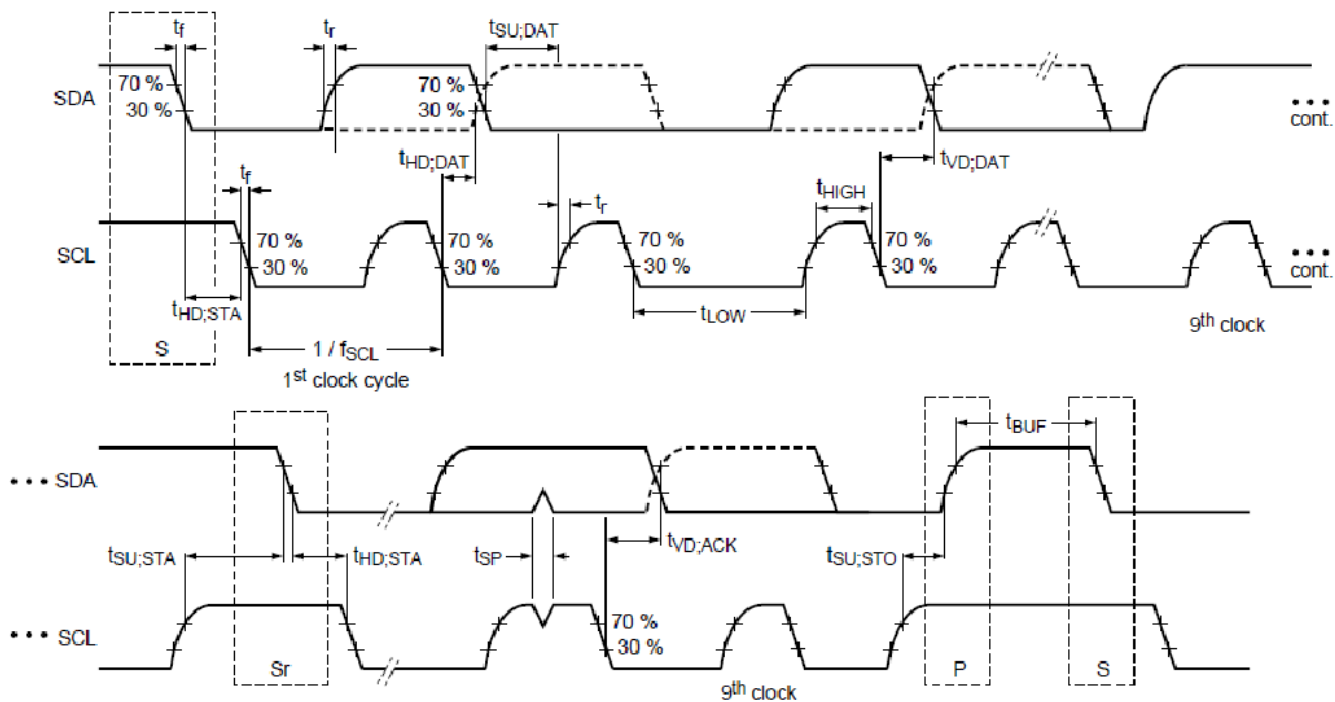 tf
tr
tSU;DAT
70 %
30 %
70 %
30 %
SDA
cont.
tHD;DAT
tVD;DAT
tf
tr
tHIGH
70 %
30 %
70 %
30 %
70 %
30 %
70 %
30 %
SCL
cont.
tHD;STA
tLOW
9th clock
S
1 / fSCL
1st clock cycle
tBUF
SDA
tSU;STA
tHD;STA
tSP
tVD;ACK
tSU;STO
SCL
70 %
30 %
Sr
9th clock
P
S